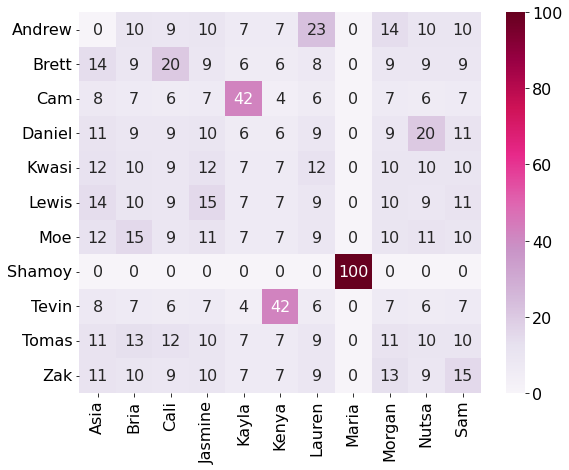 Andrew 0 10 9 10 7 7 23 0 14 10 10
Brett 14 9 20 9 6 6 8 0 9 9 9
Cam 8 7 6 7 42 4 6 0 7 6 7
Daniel 11 9 9 10 6 6 9 0 9 20 11
Kwasi 12 10 9 12 7 7 12 0 10 10 10
Lewis 14 10 9 15 7 7 9 0 10 9 11
Moe 12 15 9 11 7 7 9 0 10 11 10
Shamoy 0 0 0 0 0 0 0 100 0 0 0
Tevin 8 7 6 7 4 42 6 0 7 6 7
Tomas 11 13 12 10 7 7 9 0 11 10 10
Zak 11 10 9 10 7 7 9 0 13 9 15
Asia Bria Cali Jasmine Kayla Kenya Lauren Maria Morgan Nutsa Sam
100
80
60
40
20
0